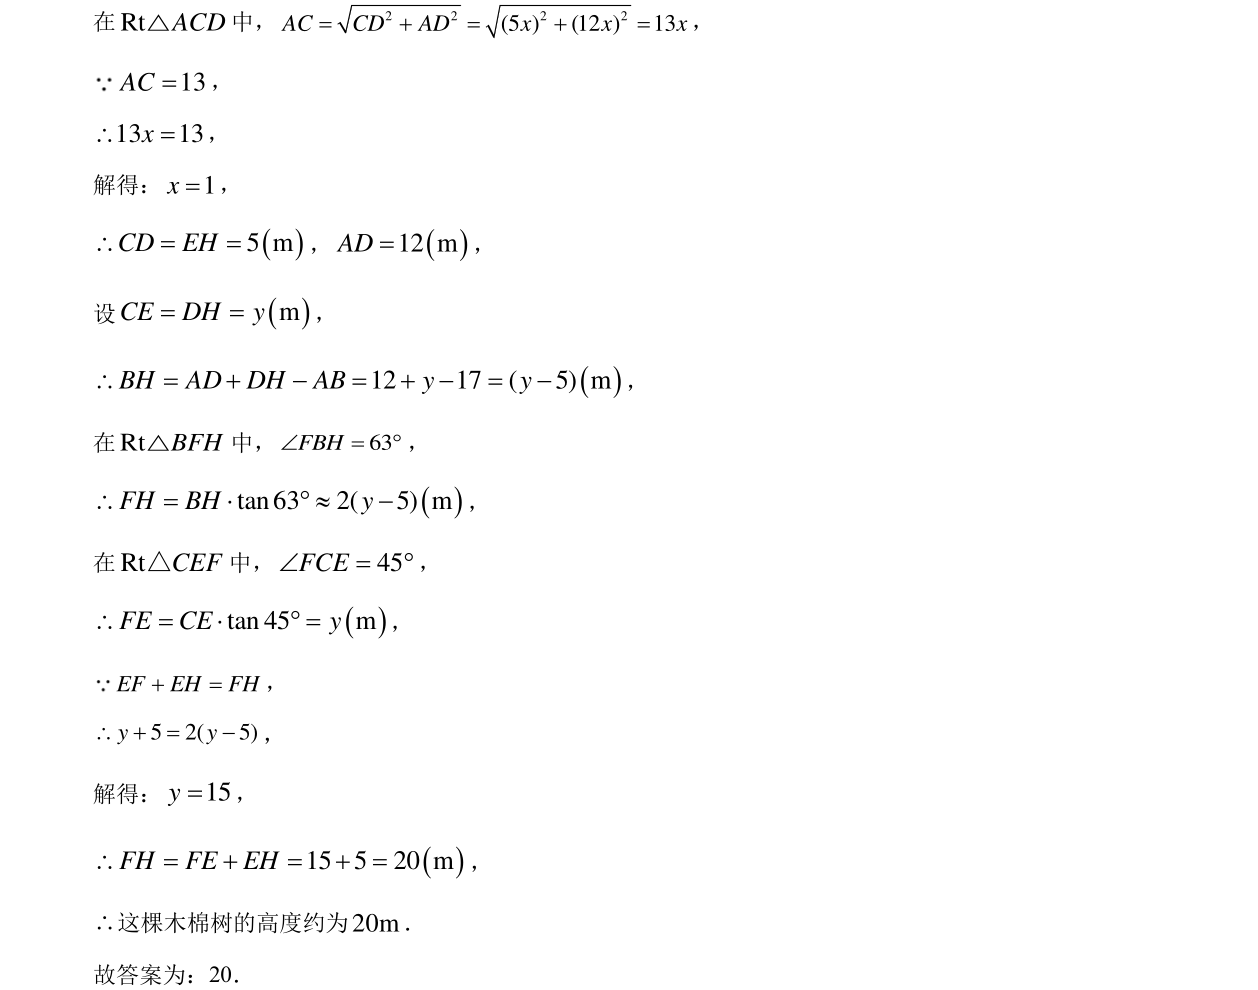 在 Rt△ACD 中， AC = √(CD² + AD²) = √((5x)² + (12x)²) = 13x，
∵ AC = 13，
∴13x = 13，
解得： x = 1，
∴CD = EH = 5(m)， AD = 12(m)，
设 CE = DH = y(m)，
∴BH = AD + DH − AB = 12 + y − 17 = (y − 5)(m)，
在 Rt△BFH 中， ∠FBH = 63°，
∴FH = BH · tan 63° ≈ 2(y − 5)(m)，
在 Rt△CEF 中， ∠FCE = 45°，
∴FE = CE · tan 45° = y(m)，
∵ EF + EH = FH，
∴ y + 5 = 2(y − 5)，
解得： y = 15，
∴FH = FE + EH = 15 + 5 = 20(m)，
∴这棵木棉树的高度约为20m．
故答案为：20．